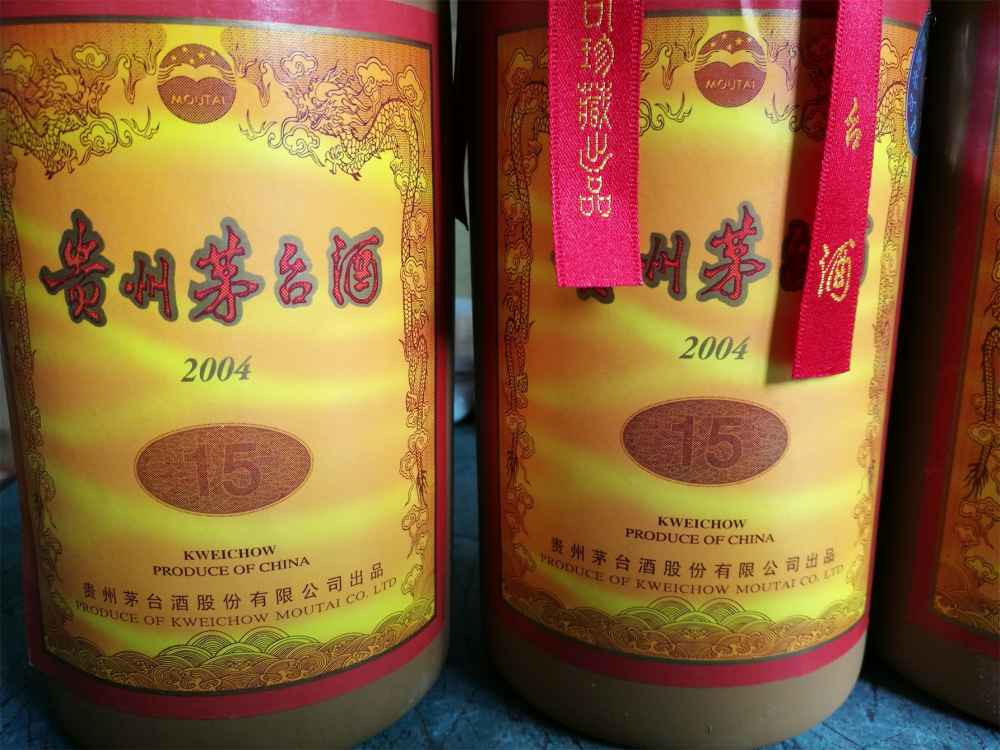 MOUTAI
贵州茅台酒
2004
15
KWEICHOW
PRODUCE OF CHINA
贵州茅台酒股份有限公司出品
PRODUCE OF KWEICHOW MOUTAI CO. LTD
MOUTAI
司珍藏品
台酒
州茅
2004
15
KWEICHOW
PRODUCE OF CHINA
贵州茅台酒股份有限公司出品
PRODUCE OF KWEICHOW MOUTAI CO. LTD